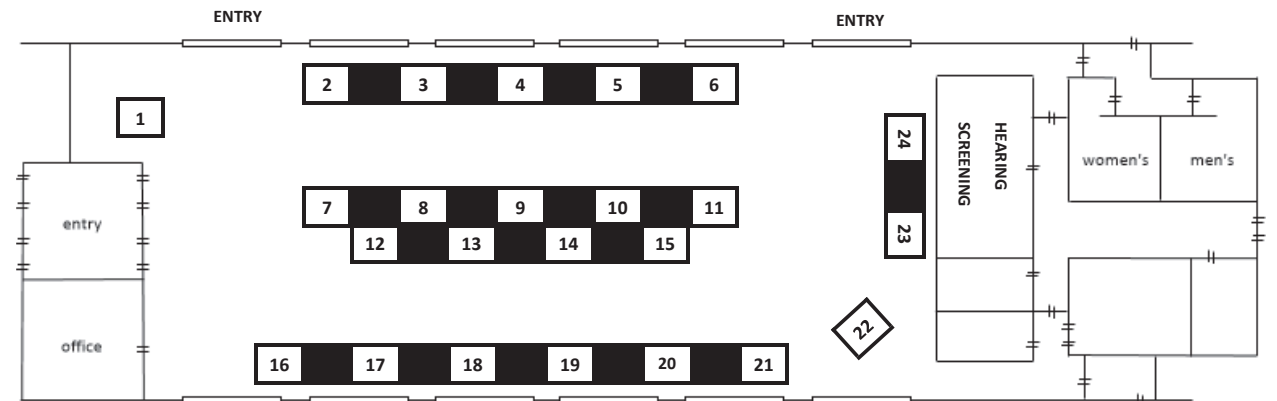 ENTRY
ENTRY
2 3 4 5 6
1
24
HEARING
SCREENING
women's
men's
7 8 9 10 11
entry
23
12 13 14 15
22
office
16 17 18 19 20 21